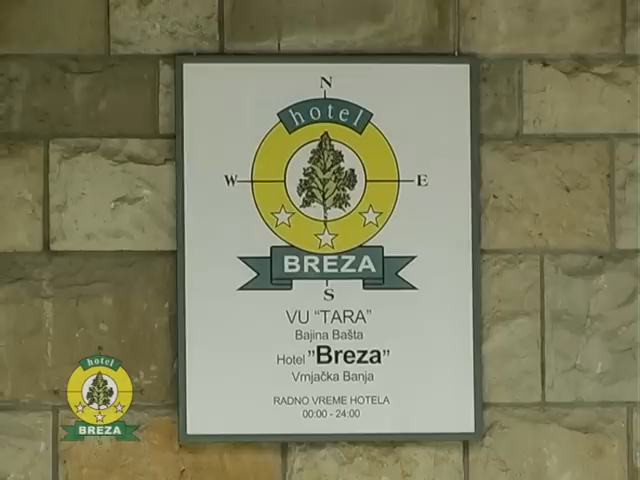 N
hotel
W E
BREZA
S
VU "TARA"
Bajina Bašta
Hotel "Breza"
Vrnjačka Banja
RADNO VREME HOTELA
00:00 - 24:00
hotel
BREZA